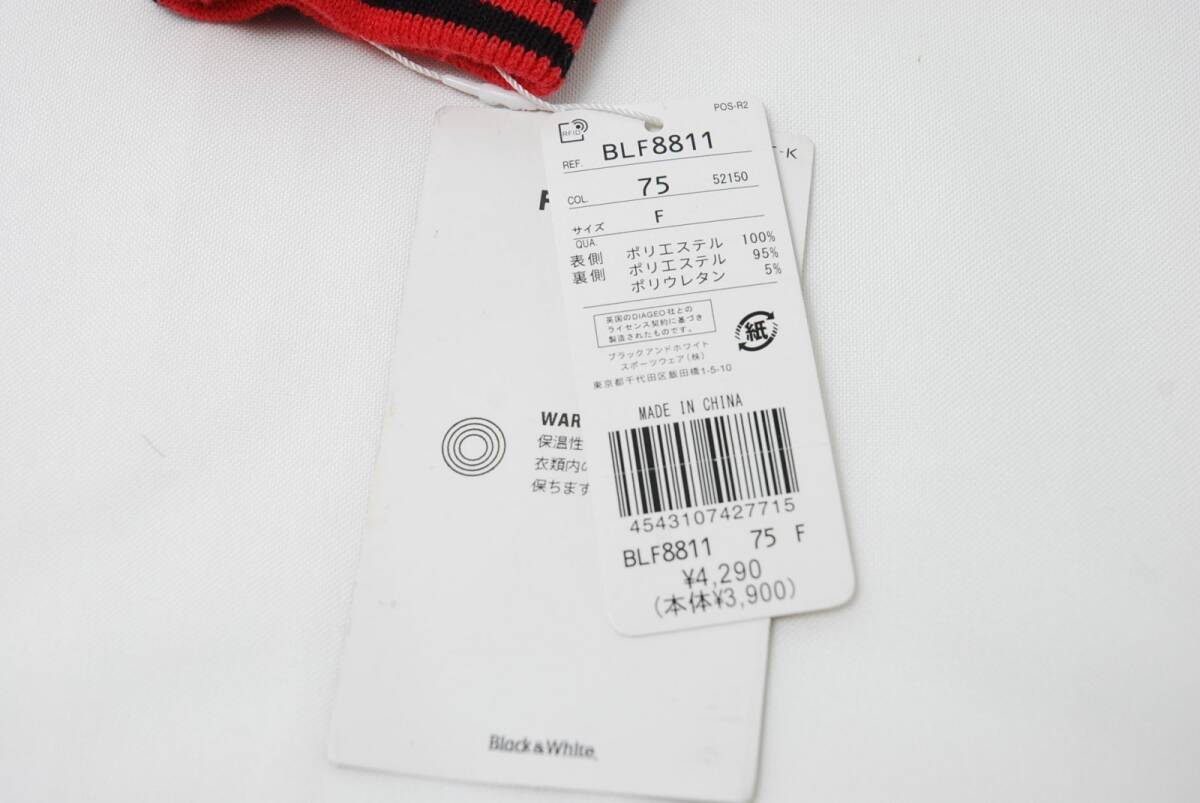 POS-R2
RFID
REF. BLF8811
COL. 75 52150
サイズ F
QUA.
表側 ポリエステル 100%
裏側 ポリエステル 95%
ポリウレタン 5%
英国のDIAGEO社との
ライセンス契約に基づき
製造されたものです。
紙
ブラックアンドホワイト
スポーツウェア(株)
東京都千代田区飯田橋1-5-10
MADE IN CHINA
4543107427715
BLF8811 75 F
¥4,290
(本体¥3,900)
-K
WAR
保温性
衣類内の
保ちます
Black&White.